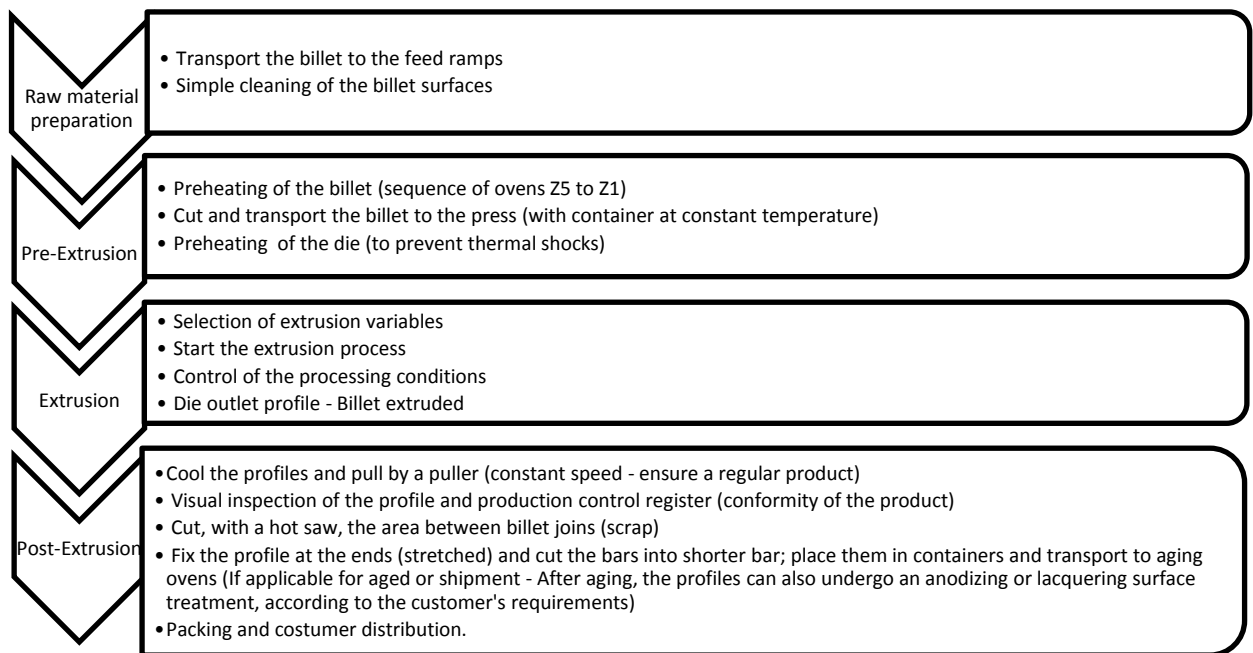 Raw material
preparation
• Transport the billet to the feed ramps
• Simple cleaning of the billet surfaces
Pre-Extrusion
• Preheating of the billet (sequence of ovens Z5 to Z1)
• Cut and transport the billet to the press (with container at constant temperature)
• Preheating of the die (to prevent thermal shocks)
Extrusion
• Selection of extrusion variables
• Start the extrusion process
• Control of the processing conditions
• Die outlet profile - Billet extruded
Post-Extrusion
•Cool the profiles and pull by a puller (constant speed - ensure a regular product)
• Visual inspection of the profile and production control register (conformity of the product)
• Cut, with a hot saw, the area between billet joins (scrap)
• Fix the profile at the ends (stretched) and cut the bars into shorter bar; place them in containers and transport to aging
ovens (If applicable for aged or shipment - After aging, the profiles can also undergo an anodizing or lacquering surface
treatment, according to the customer's requirements)
•Packing and costumer distribution.